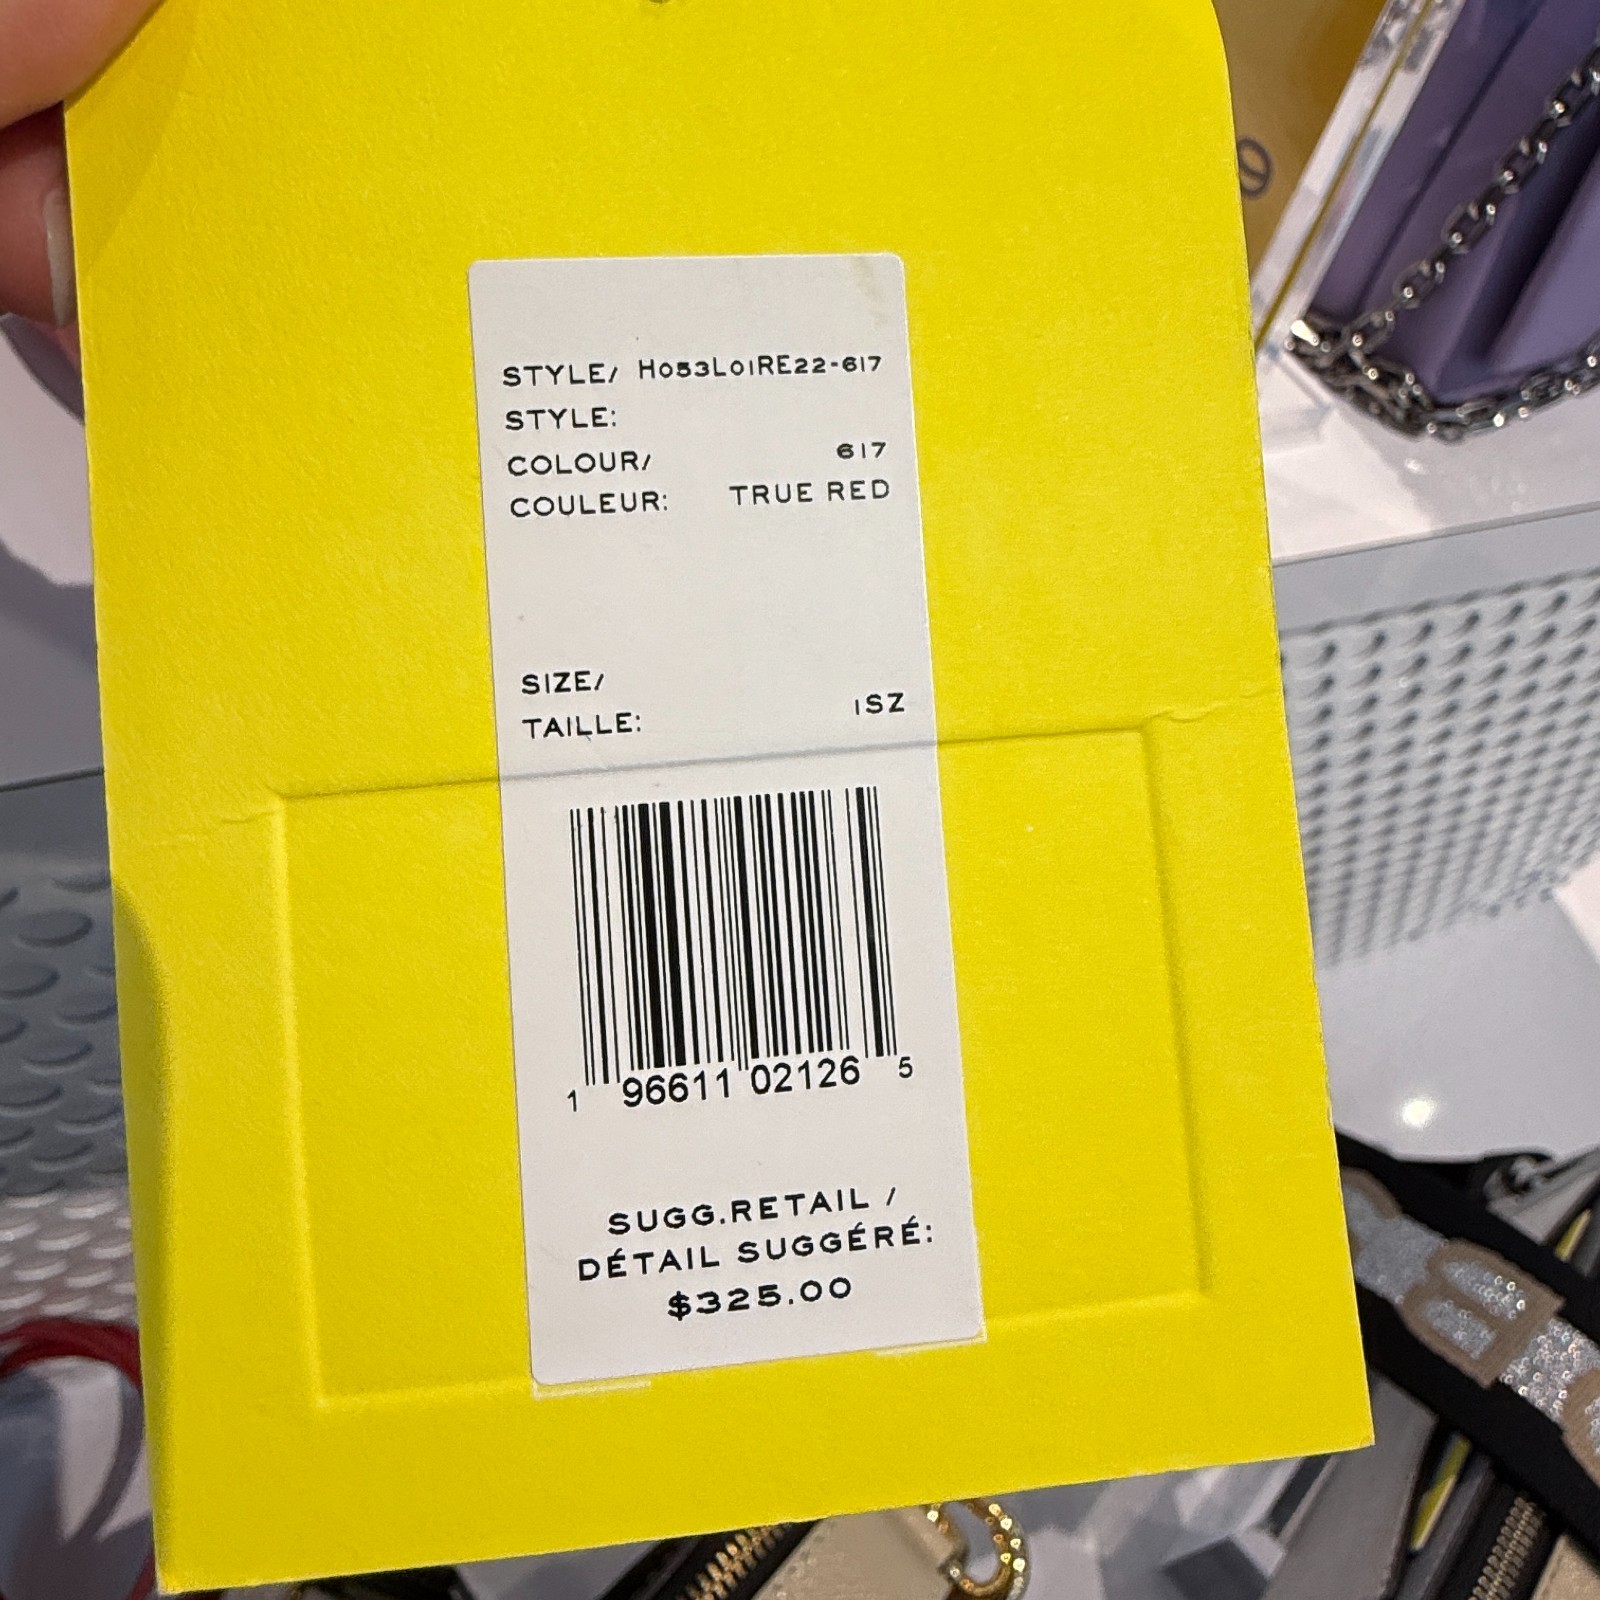 STYLE/ H053L01RE22-617
STYLE:
COLOUR/ 617
COULEUR: TRUE RED
SIZE/
TAILLE: 1SZ
1 96611 02126 5
SUGG.RETAIL /
DÉTAIL SUGGÉRÉ:
$325.00